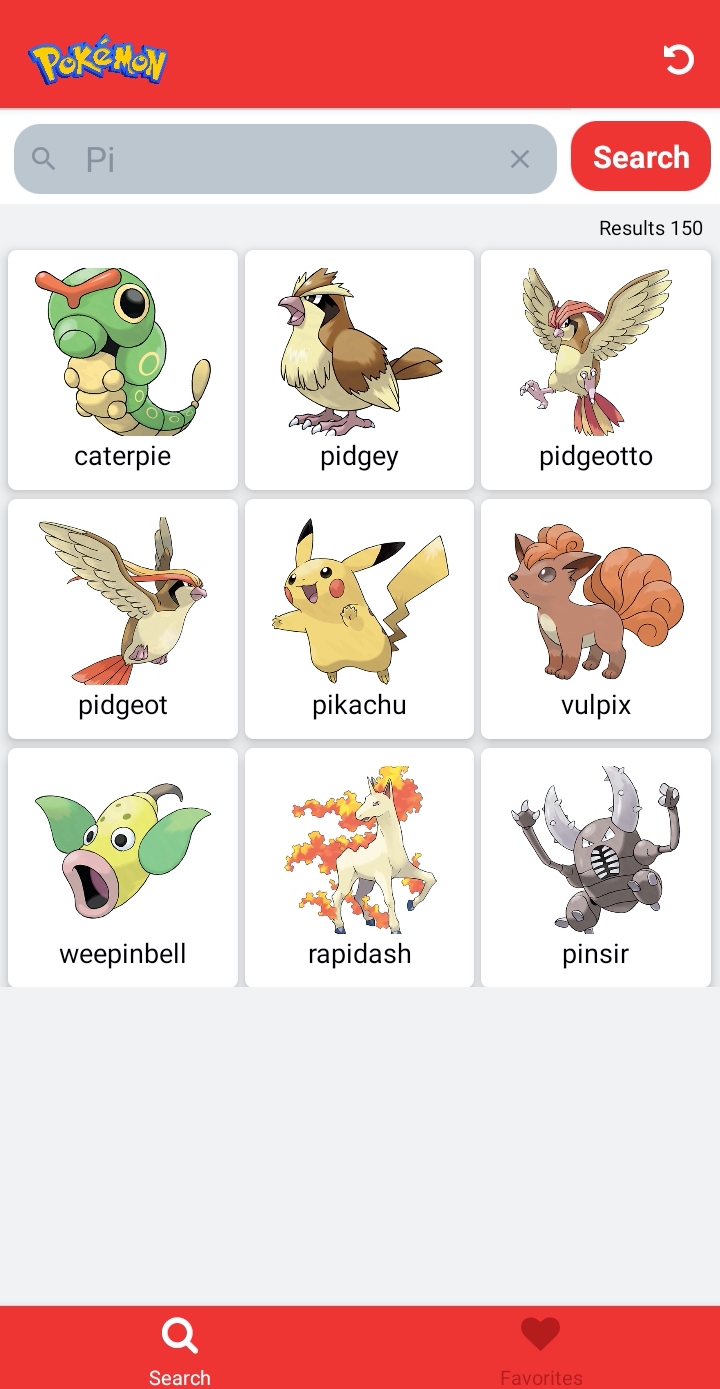 POKéMON
Pi
Search
Results 150
caterpie
pidgey
pidgeotto
pidgeot
pikachu
vulpix
weepinbell
rapidash
pinsir
Search
Favorites